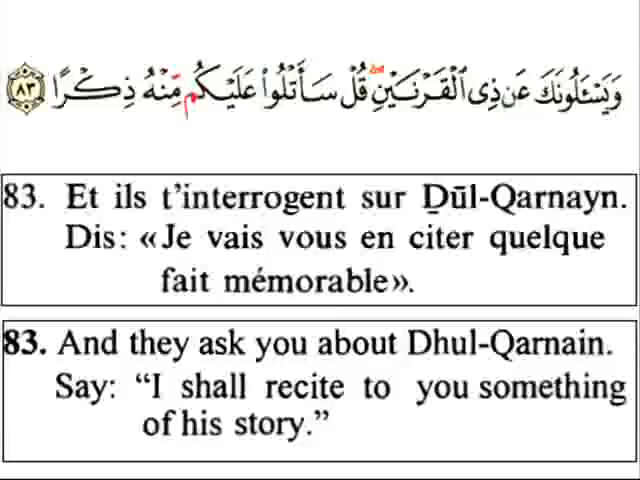 وَيَسْـَٔلُونَكَ عَن ذِى ٱلْقَرْنَيْنِ ۖ قُلْ سَأَتْلُوا۟ عَلَيْكُم مِّنْهُ ذِكْرًا ٨٣
83. Et ils t’interrogent sur Ḏūl-Qarnayn.
Dis: «Je vais vous en citer quelque
fait mémorable».
83. And they ask you about Dhul-Qarnain.
Say: “I shall recite to you something
of his story.”